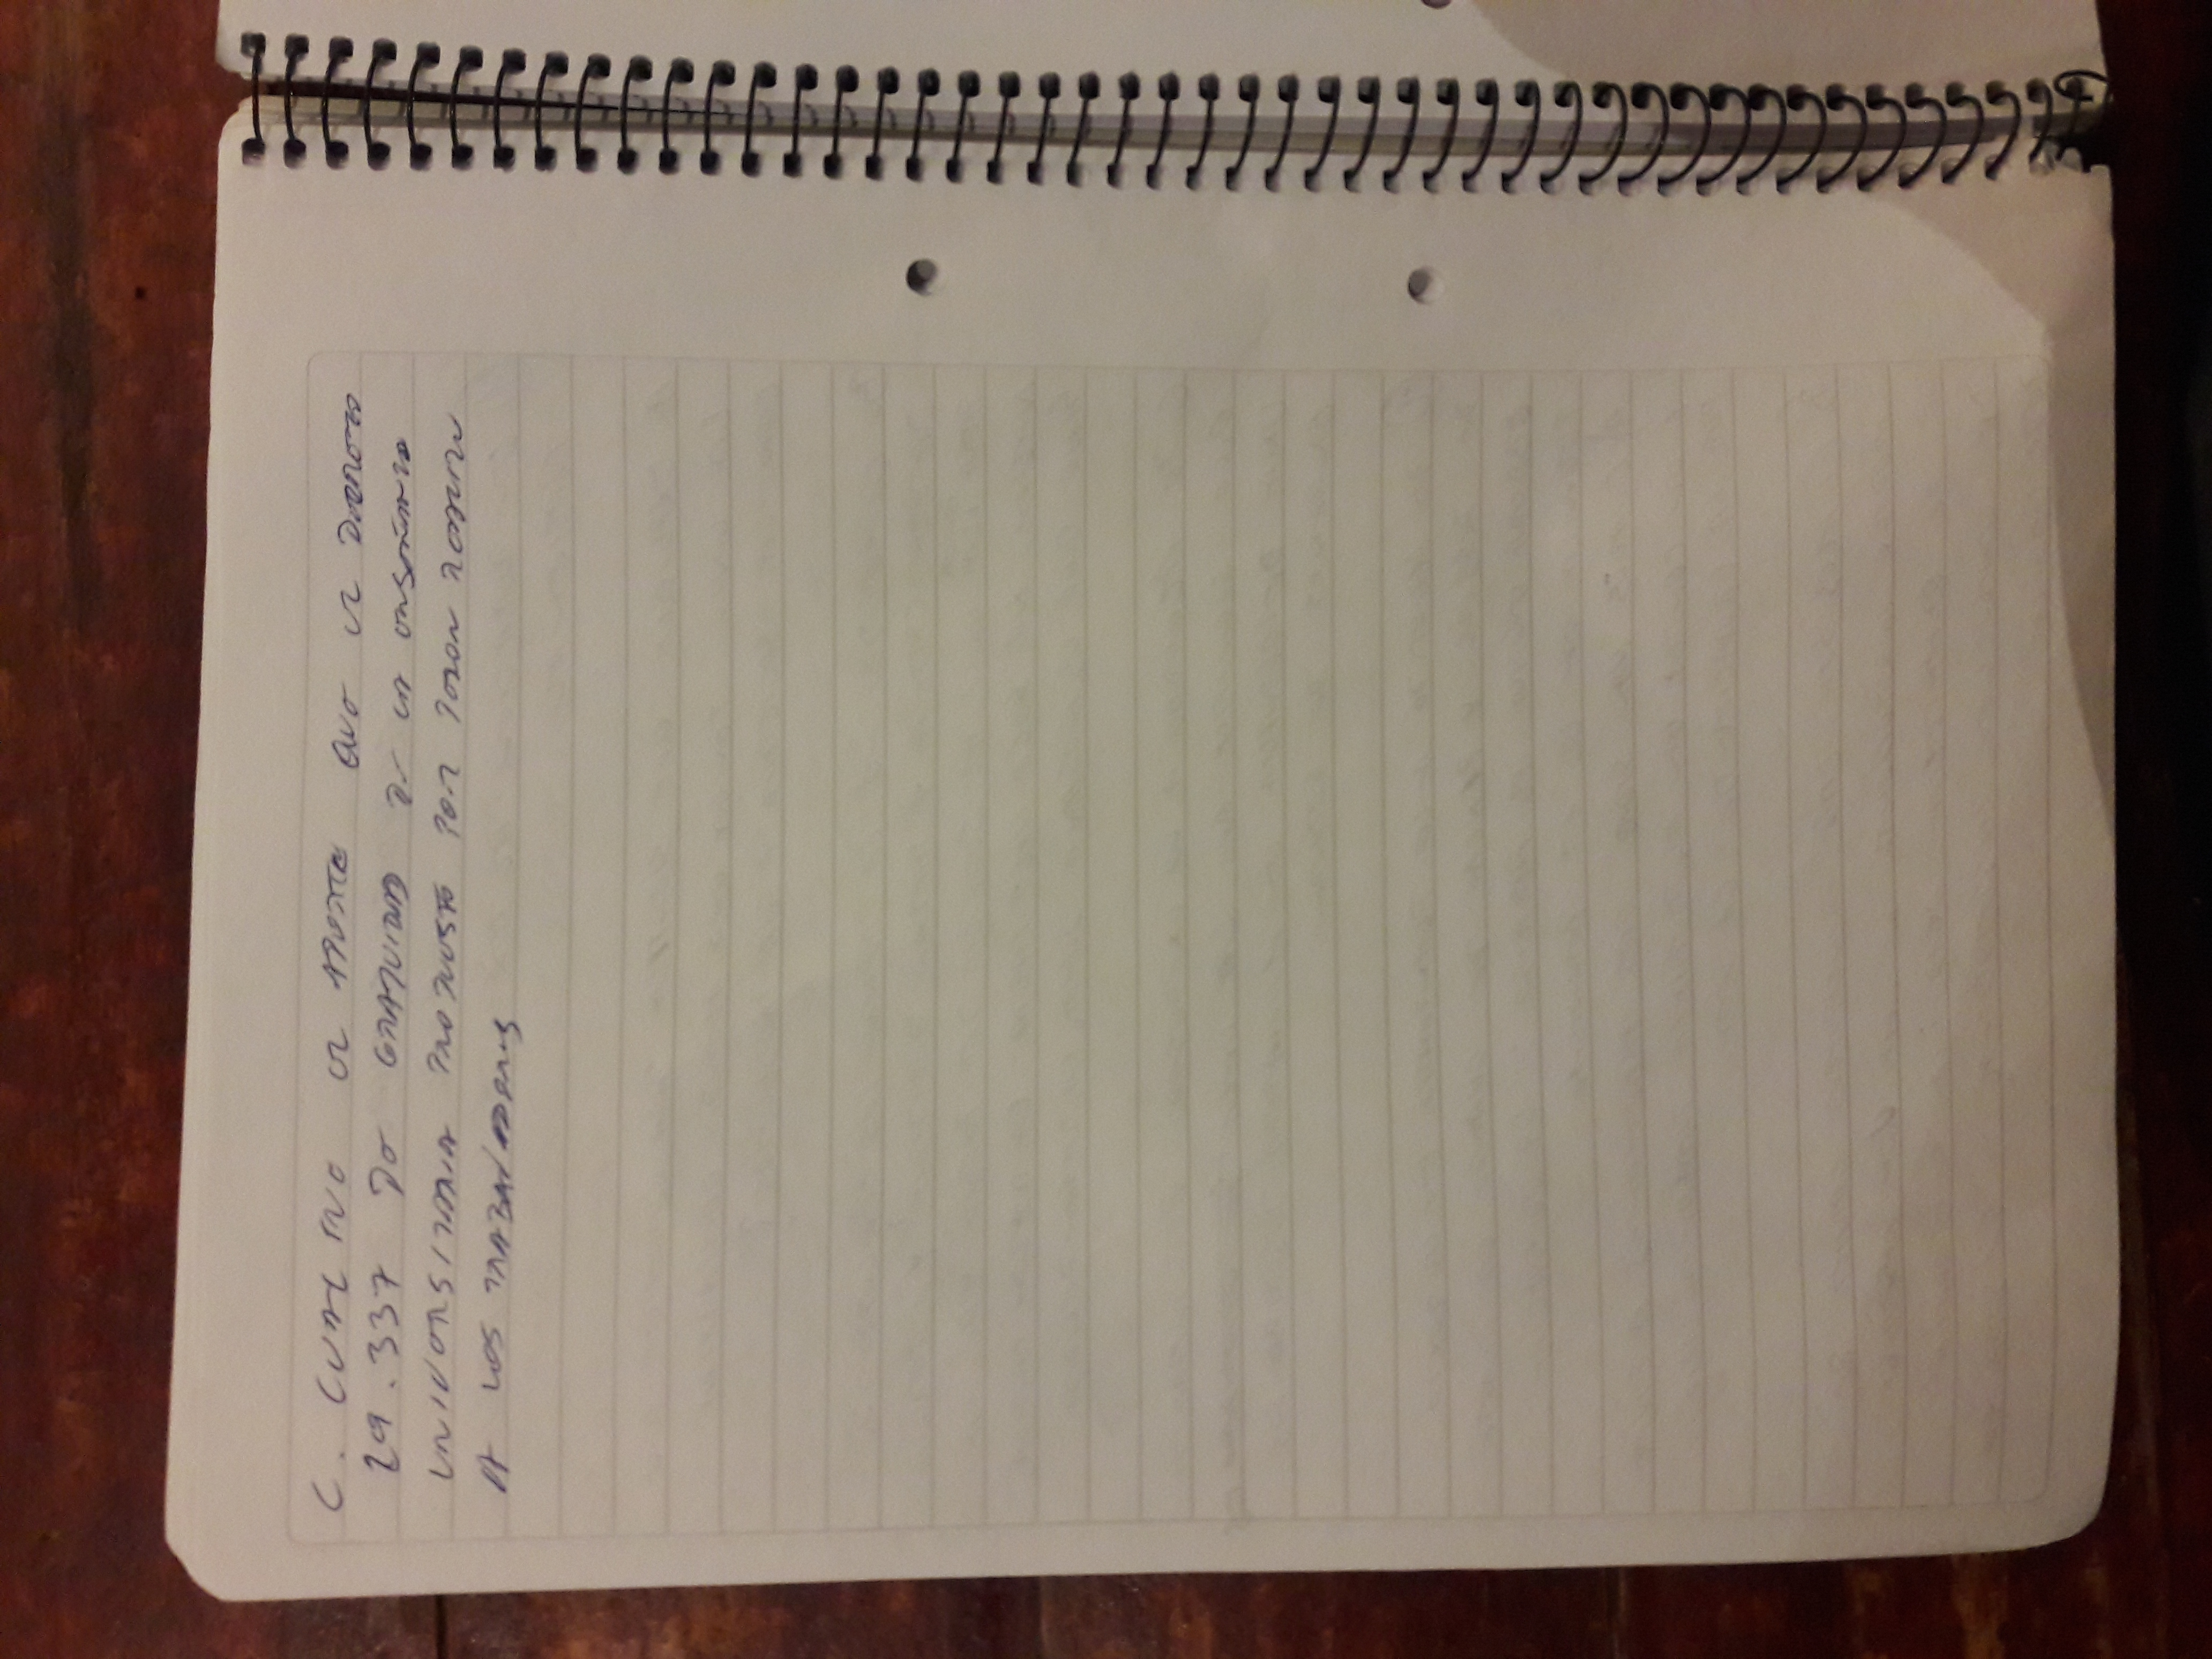 C. CUAL FUE EL APORTE QUE EL DECRETO
29.337 DE GRATUIDAD DE LA ENSEÑANZA
UNIVERSITARIA PROPUESTO POR PERON
A LOS TRABAJADORES